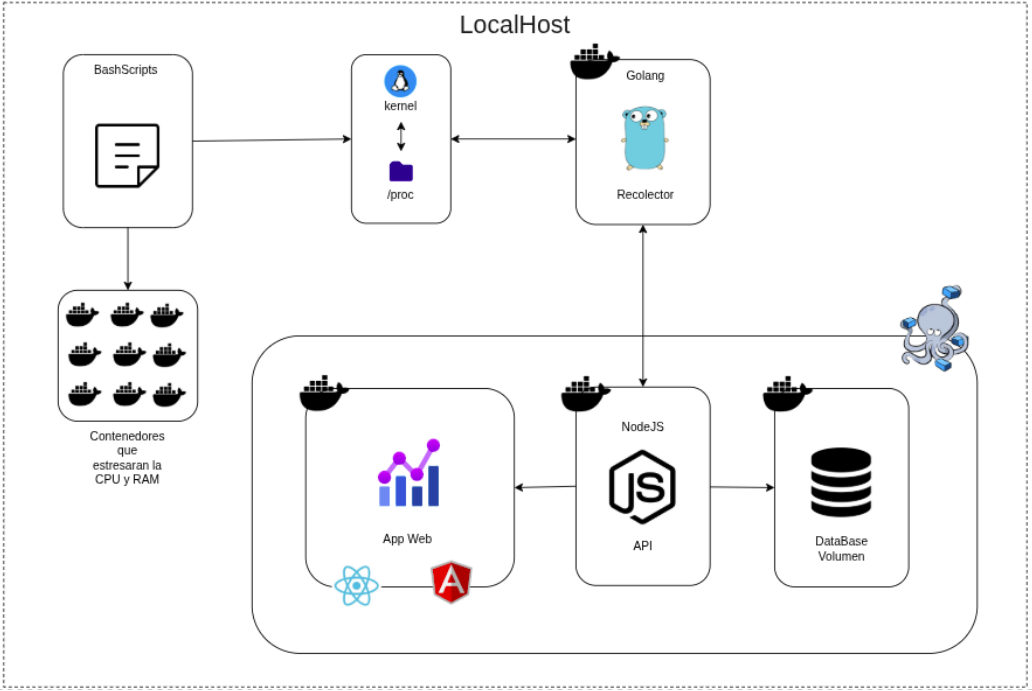 LocalHost
BashScripts
kernel
/proc
Golang
Recolector
Contenedores
que
estresaran la
CPU y RAM
App Web
A
NodeJS
JS
API
DataBase
Volumen